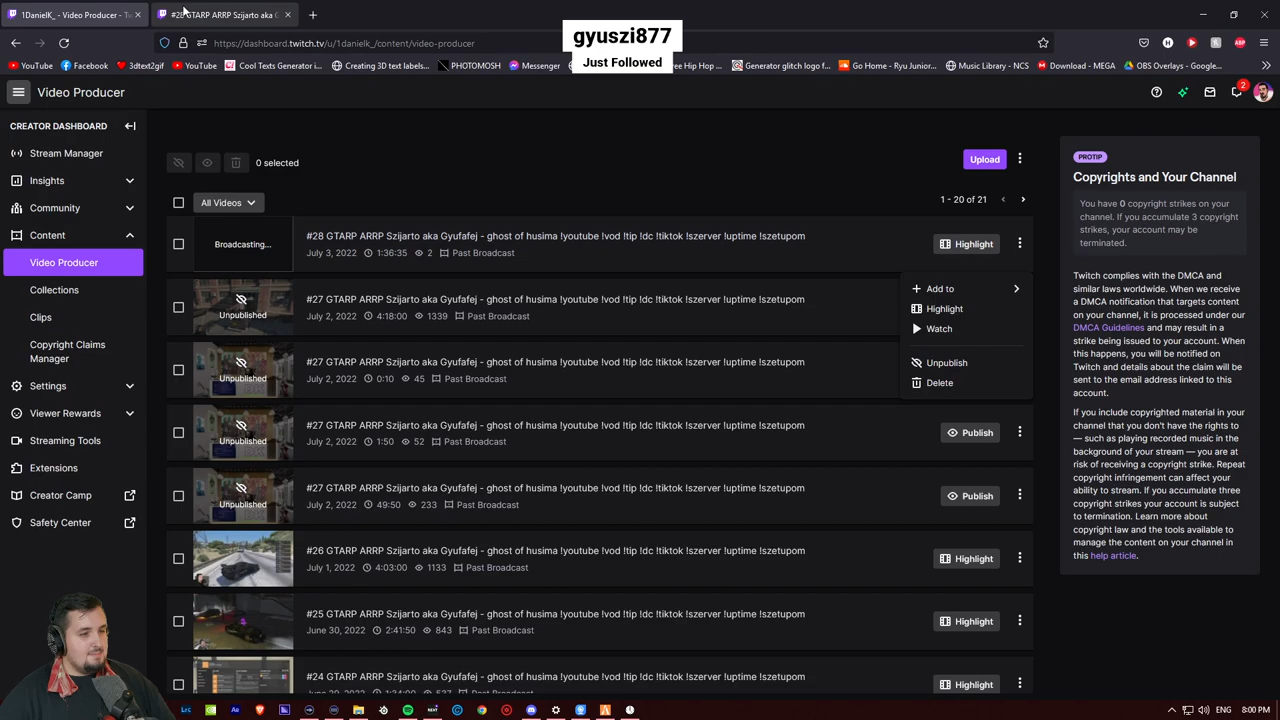 1DanielK_ - Video Producer - Tw
#28 GTARP ARRP Szijarto aka G
gyuszi877
Just Followed
https://dashboard.twitch.tv/u/1danielk_/content/video-producer
YouTube
Facebook
3dtext2gif
YouTube
Cool Texts Generator i...
Creating 3D text labels...
PHOTOMOSH
Messenger
Free Hip Hop ...
Generator glitch logo f...
Go Home - Ryu Junior...
Music Library - NCS
Download - MEGA
OBS Overlays - Google...
Video Producer
2
CREATOR DASHBOARD
Stream Manager
Insights
Community
Content
Video Producer
Collections
Clips
Copyright Claims
Manager
Settings
Viewer Rewards
Streaming Tools
Extensions
Creator Camp
Safety Center
0 selected
Upload
All Videos
1 - 20 of 21
Broadcasting...
#28 GTARP ARRP Szijarto aka Gyufafej - ghost of husima !youtube !vod !tip !dc !tiktok !szerver !uptime !szetupom
July 3, 2022 1:36:35 2 Past Broadcast
Highlight
Unpublished
#27 GTARP ARRP Szijarto aka Gyufafej - ghost of husima !youtube !vod !tip !dc !tiktok !szerver !uptime !szetupom
July 2, 2022 4:18:00 1339 Past Broadcast
Add to
Highlight
Watch
Unpublish
Delete
Unpublished
#27 GTARP ARRP Szijarto aka Gyufafej - ghost of husima !youtube !vod !tip !dc !tiktok !szerver !uptime !szetupom
July 2, 2022 0:10 45 Past Broadcast
Unpublished
#27 GTARP ARRP Szijarto aka Gyufafej - ghost of husima !youtube !vod !tip !dc !tiktok !szerver !uptime !szetupom
July 2, 2022 1:50 52 Past Broadcast
Publish
Unpublished
#27 GTARP ARRP Szijarto aka Gyufafej - ghost of husima !youtube !vod !tip !dc !tiktok !szerver !uptime !szetupom
July 2, 2022 49:50 233 Past Broadcast
Publish
#26 GTARP ARRP Szijarto aka Gyufafej - ghost of husima !youtube !vod !tip !dc !tiktok !szerver !uptime !szetupom
July 1, 2022 4:03:00 1133 Past Broadcast
Highlight
#25 GTARP ARRP Szijarto aka Gyufafej - ghost of husima !youtube !vod !tip !dc !tiktok !szerver !uptime !szetupom
June 30, 2022 2:41:50 843 Past Broadcast
Highlight
#24 GTARP ARRP Szijarto aka Gyufafej - ghost of husima !youtube !vod !tip !dc !tiktok !szerver !uptime !szetupom
Highlight
PROTIP
Copyrights and Your Channel
You have 0 copyright strikes on your
channel. If you accumulate 3 copyright
strikes, your account may be
terminated.
Twitch complies with the DMCA and
similar laws worldwide. When we receive
a DMCA notification that targets content
on your channel, it is processed under our
DMCA Guidelines and may result in a
strike being issued to your account. When
this happens, you will be notified on
Twitch and details about the claim will be
sent to the email address linked to this
account.
If you include copyrighted material in your
channel that you don't have the rights to
— such as playing recorded music in the
background of your stream — you are at
risk of receiving a copyright strike. Repeat
copyright infringement can affect your
ability to stream. If you accumulate three
copyright strikes, your account is subject
to termination. Learn more about
copyright law and the tools available to
manage the content on your channel in
this help article.
ENG
8:00 PM